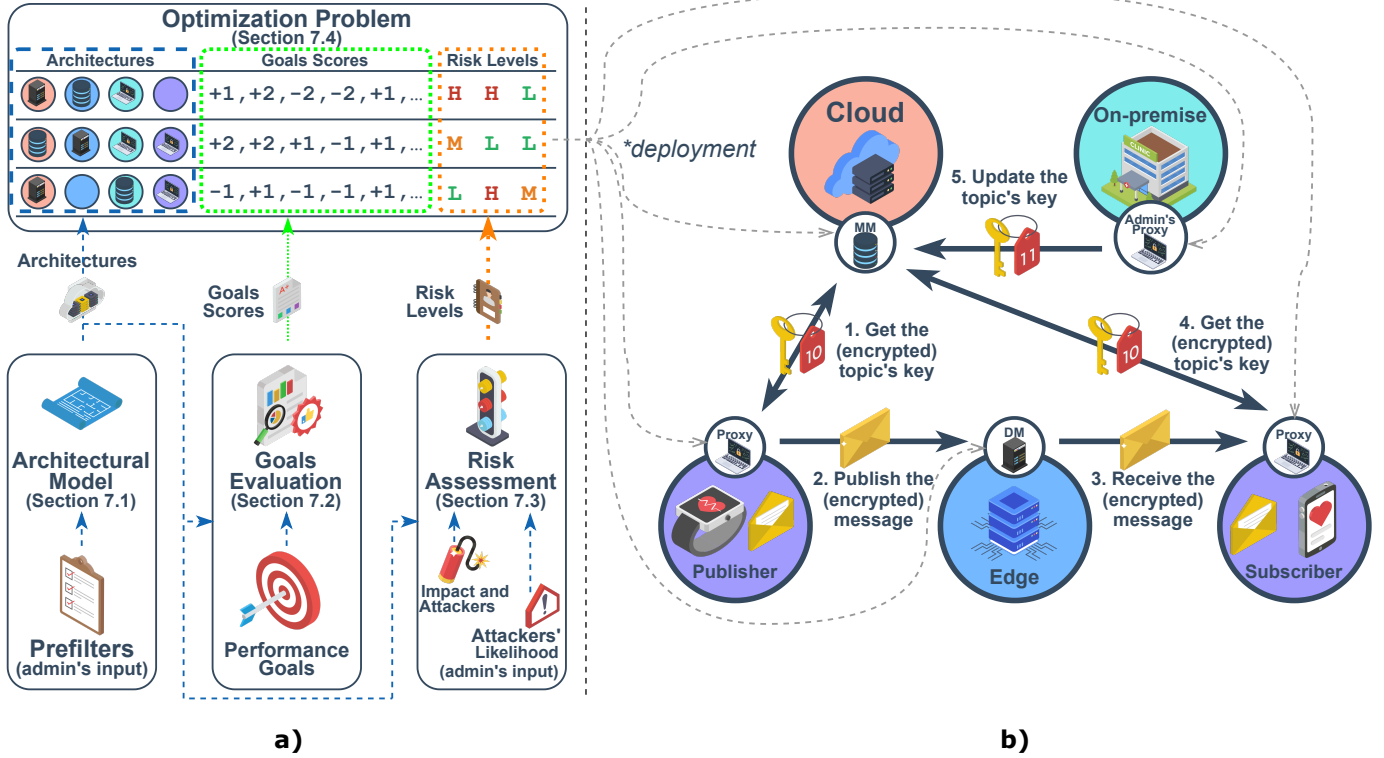 Optimization Problem
(Section 7.4)
Architectures
Goals Scores
Risk Levels
+1,+2,-2,-2,+1,...
H H L
+2,+2,+1,-1,+1,...
M L L
-1,+1,-1,-1,+1,...
L H M
Architectures
Goals
Scores
A+
Risk
Levels
Architectural
Model
(Section 7.1)
Goals
Evaluation
(Section 7.2)
Risk
Assessment
(Section 7.3)
Prefilters
(admin's input)
Performance
Goals
Impact and
Attackers
Attackers'
Likelihood
(admin's input)
a)
*deployment
Cloud
MM
On-premise
CLINIC
Admin's
Proxy
5. Update the
topic's key
11
1. Get the
(encrypted)
topic's key
10
4. Get the
(encrypted)
topic's key
10
Proxy
Publisher
2. Publish the
(encrypted)
message
DM
Edge
3. Receive the
(encrypted)
message
Proxy
Subscriber
b)